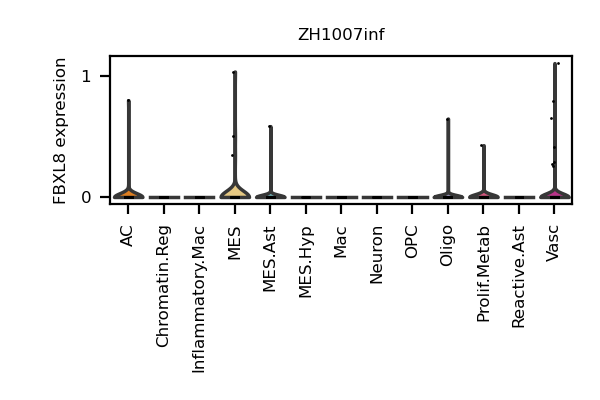 ZH1007inf
FBXL8 expression
1
0
AC
Chromatin.Reg
Inflammatory.Mac
MES
MES.Ast
MES.Hyp
Mac
Neuron
OPC
Oligo
Prolif.Metab
Reactive.Ast
Vasc